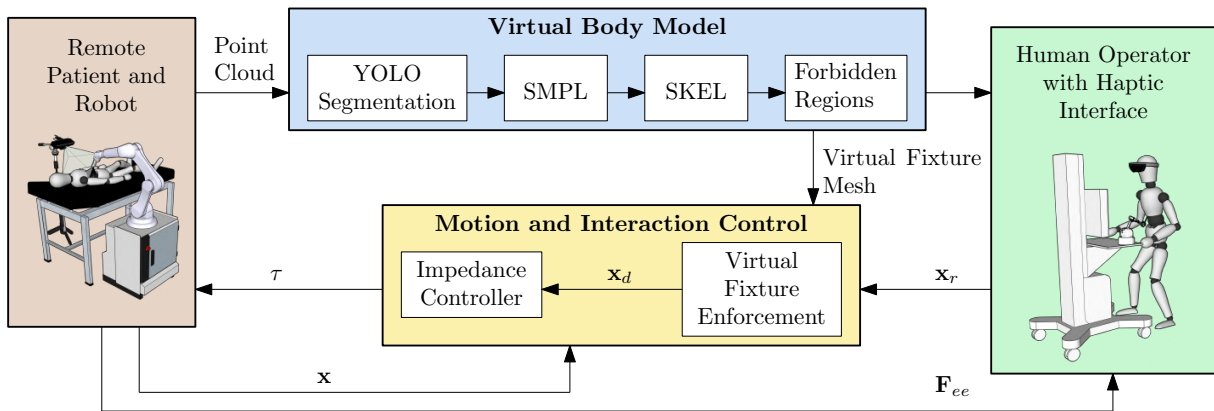 Remote
Patient and
Robot
Point
Cloud
Virtual Body Model
YOLO
Segmentation
SMPL
SKEL
Forbidden
Regions
Human Operator
with Haptic
Interface
Virtual Fixture
Mesh
Motion and Interaction Control
Impedance
Controller
x_d
Virtual
Fixture
Enforcement
τ
x_r
x
F_ee